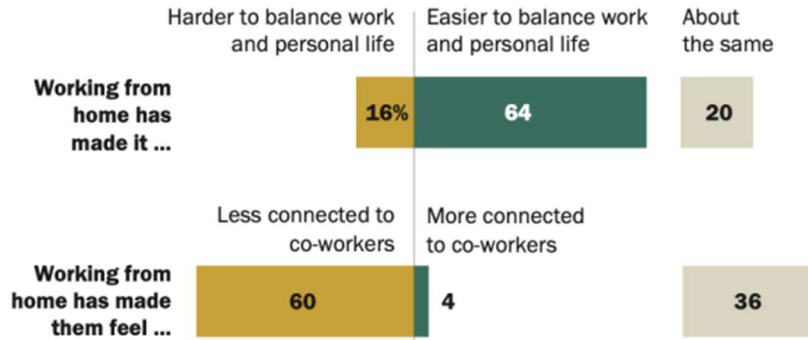 Harder to balance work
and personal life
Easier to balance work
and personal life
About
the same
Working from
home has
made it ...
16%
64
20
Less connected to
co-workers
More connected
to co-workers
Working from
home has made
them feel ...
60
4
36